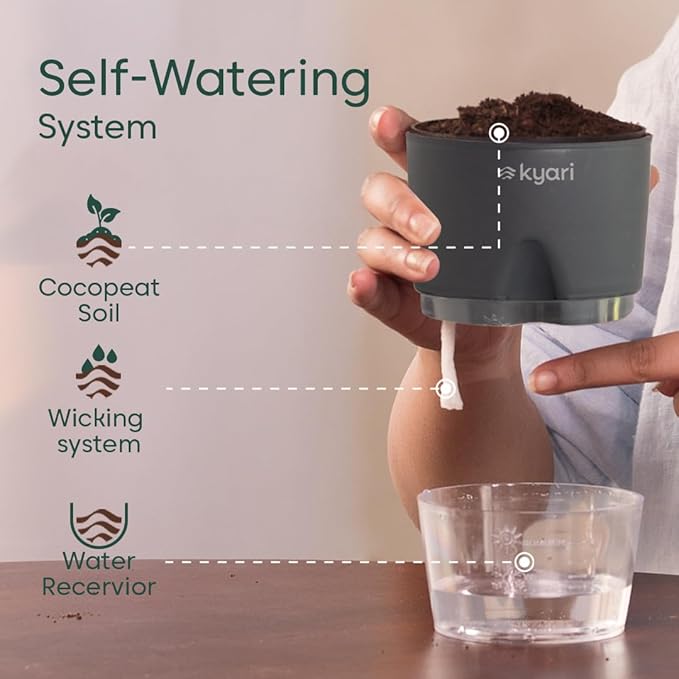 Self-Watering
System
kyari
Cocopeat
Soil
Wicking
system
Water
Recervior